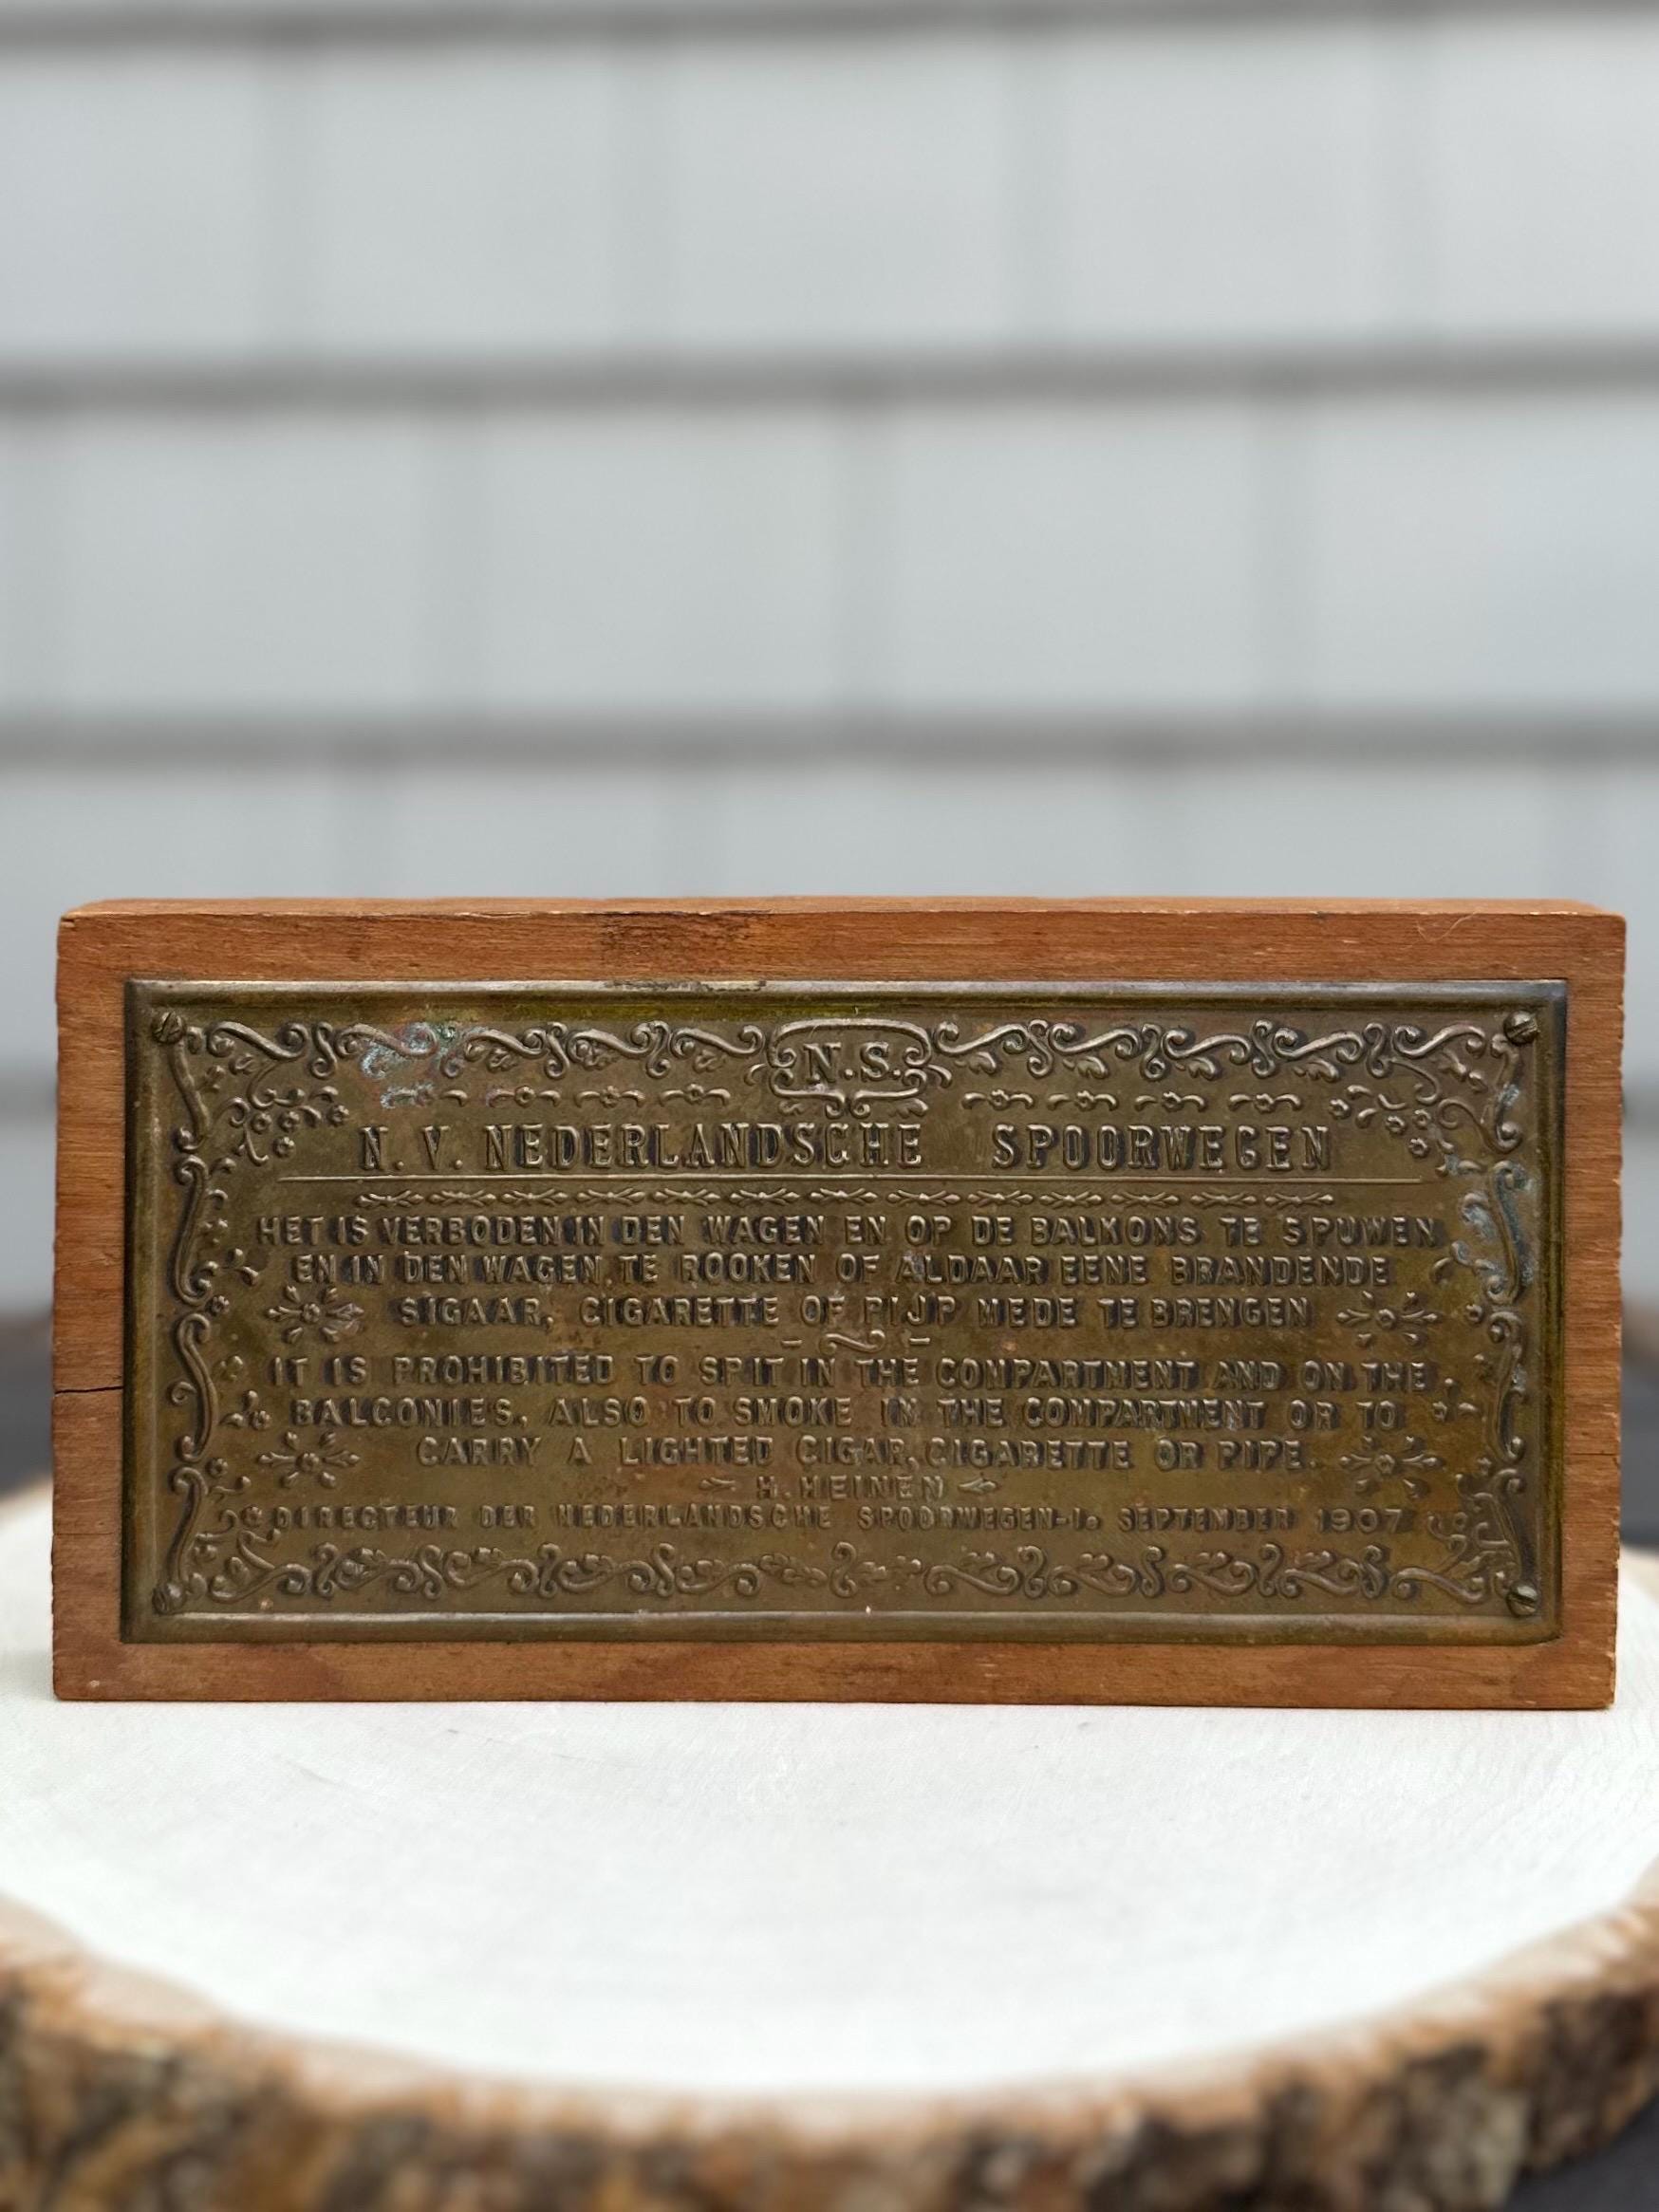 N.S.
N. V. NEDERLANDSCHE SPOORWEGEN
HET IS VERBODEN IN DEN WAGEN EN OP DE BALKONS TE SPUWEN
EN IN DEN WAGEN TE ROOKEN OF ALDAAR EENE BRANDENDE
SIGAAR, CIGARETTE OF PIJP MEDE TE BRENGEN
IT IS PROHIBITED TO SPIT IN THE COMPARTMENT AND ON THE
BALCONIES, ALSO TO SMOKE IN THE COMPARTMENT OR TO
CARRY A LIGHTED CIGAR, CIGARETTE OR PIPE.
H. HEINEN
DIRECTEUR DER NEDERLANDSCHE SPOORWEGEN-1. SEPTEMBER 1907